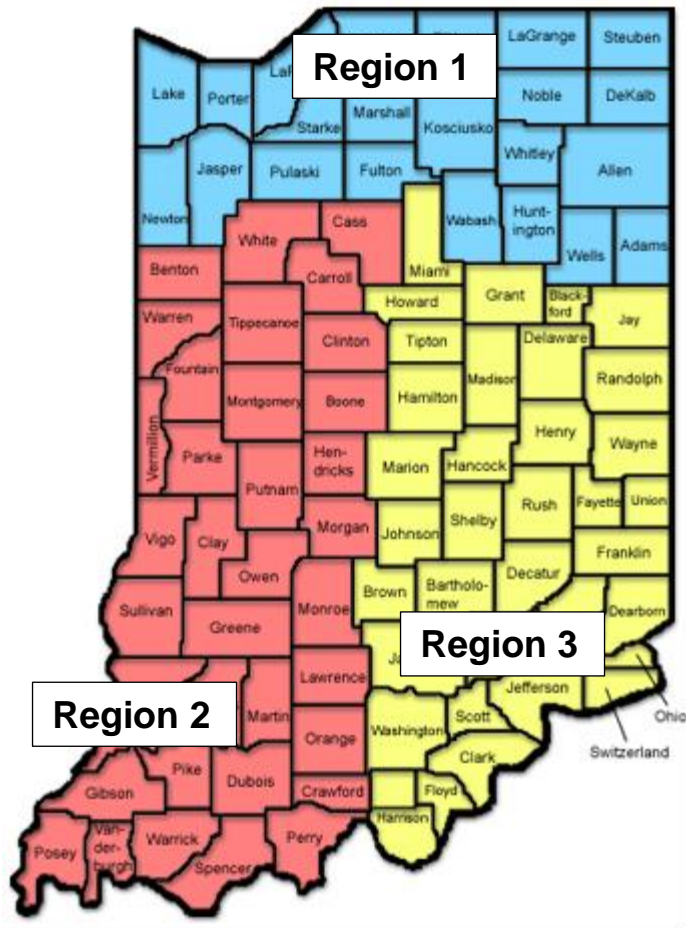 LaGrange
Steuben
Region 1
Lake
Porter
Noble
DeKalb
Marshall
Starke
Kosciusko
Whitley
Allen
Jasper
Pulaski
Fulton
Newton
Wabash
Hunt-
ington
Wells
Adams
White
Cass
Miami
Benton
Carroll
Howard
Grant
Black-
ford
Jay
Warren
Tippecanoe
Clinton
Tipton
Delaware
Fountain
Madison
Randolph
Montgomery
Boone
Hamilton
Vermillion
Henry
Wayne
Parke
Hen-
dricks
Marion
Hancock
Putnam
Rush
Fayette
Union
Vigo
Clay
Morgan
Johnson
Shelby
Franklin
Owen
Decatur
Sullivan
Monroe
Brown
Bartholo-
mew
Dearborn
Greene
Region 3
Lawrence
Jefferson
Region 2
Martin
Scott
Ohio
Orange
Washington
Switzerland
Clark
Pike
Dubois
Gibson
Crawford
Floyd
Harrison
Posey
Van-
der-
burgh
Warrick
Perry
Spencer